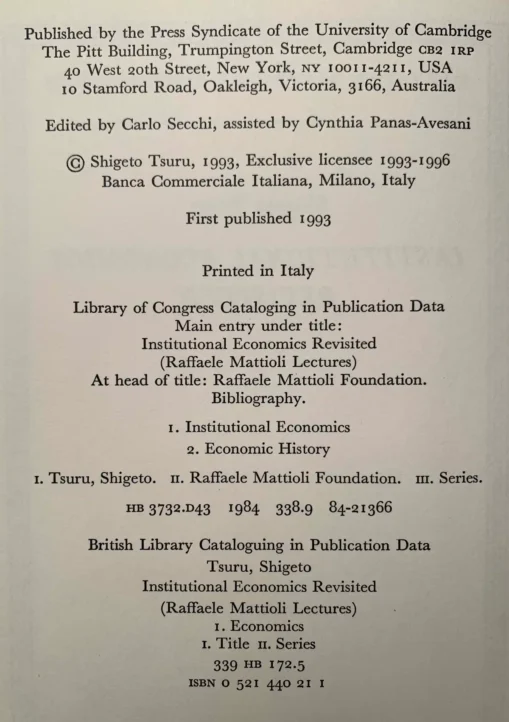 Published by the Press Syndicate of the University of Cambridge
The Pitt Building, Trumpington Street, Cambridge CB2 1RP
40 West 20th Street, New York, NY 10011-4211, USA
10 Stamford Road, Oakleigh, Victoria, 3166, Australia
Edited by Carlo Secchi, assisted by Cynthia Panas-Avesani
© Shigeto Tsuru, 1993, Exclusive licensee 1993-1996
Banca Commerciale Italiana, Milano, Italy
First published 1993
Printed in Italy
Library of Congress Cataloging in Publication Data
Main entry under title:
Institutional Economics Revisited
(Raffaele Mattioli Lectures)
At head of title: Raffaele Mattioli Foundation.
Bibliography.
1. Institutional Economics
2. Economic History
I. Tsuru, Shigeto. II. Raffaele Mattioli Foundation. III. Series.
HB 3732.D43 1984 338.9 84-21366
British Library Cataloguing in Publication Data
Tsuru, Shigeto
Institutional Economics Revisited
(Raffaele Mattioli Lectures)
1. Economics
I. Title II. Series
339 HB 172.5
ISBN 0 521 440 21 1